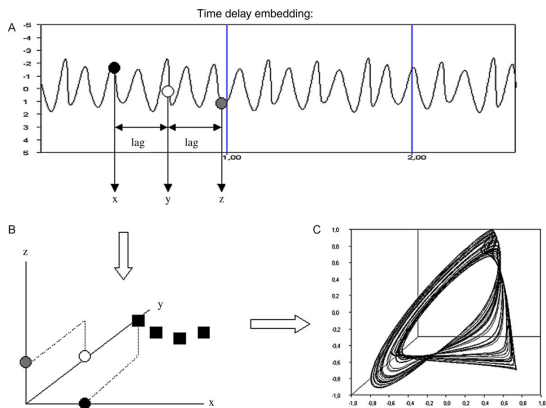 Time delay embedding:
A
-5
-4
-3
-2
-1
0
1
2
3
4
5
lag lag
1,00 2,00
x y z
B
z
y
x
C
1,0
0,8
0,6
0,4
0,2
0,0
-0,2
-0,4
-0,6
-0,8
-1,0
-1,0 -0,8 -0,6 -0,4 -0,2 0,0 0,2 0,4 0,6 0,8 1,0